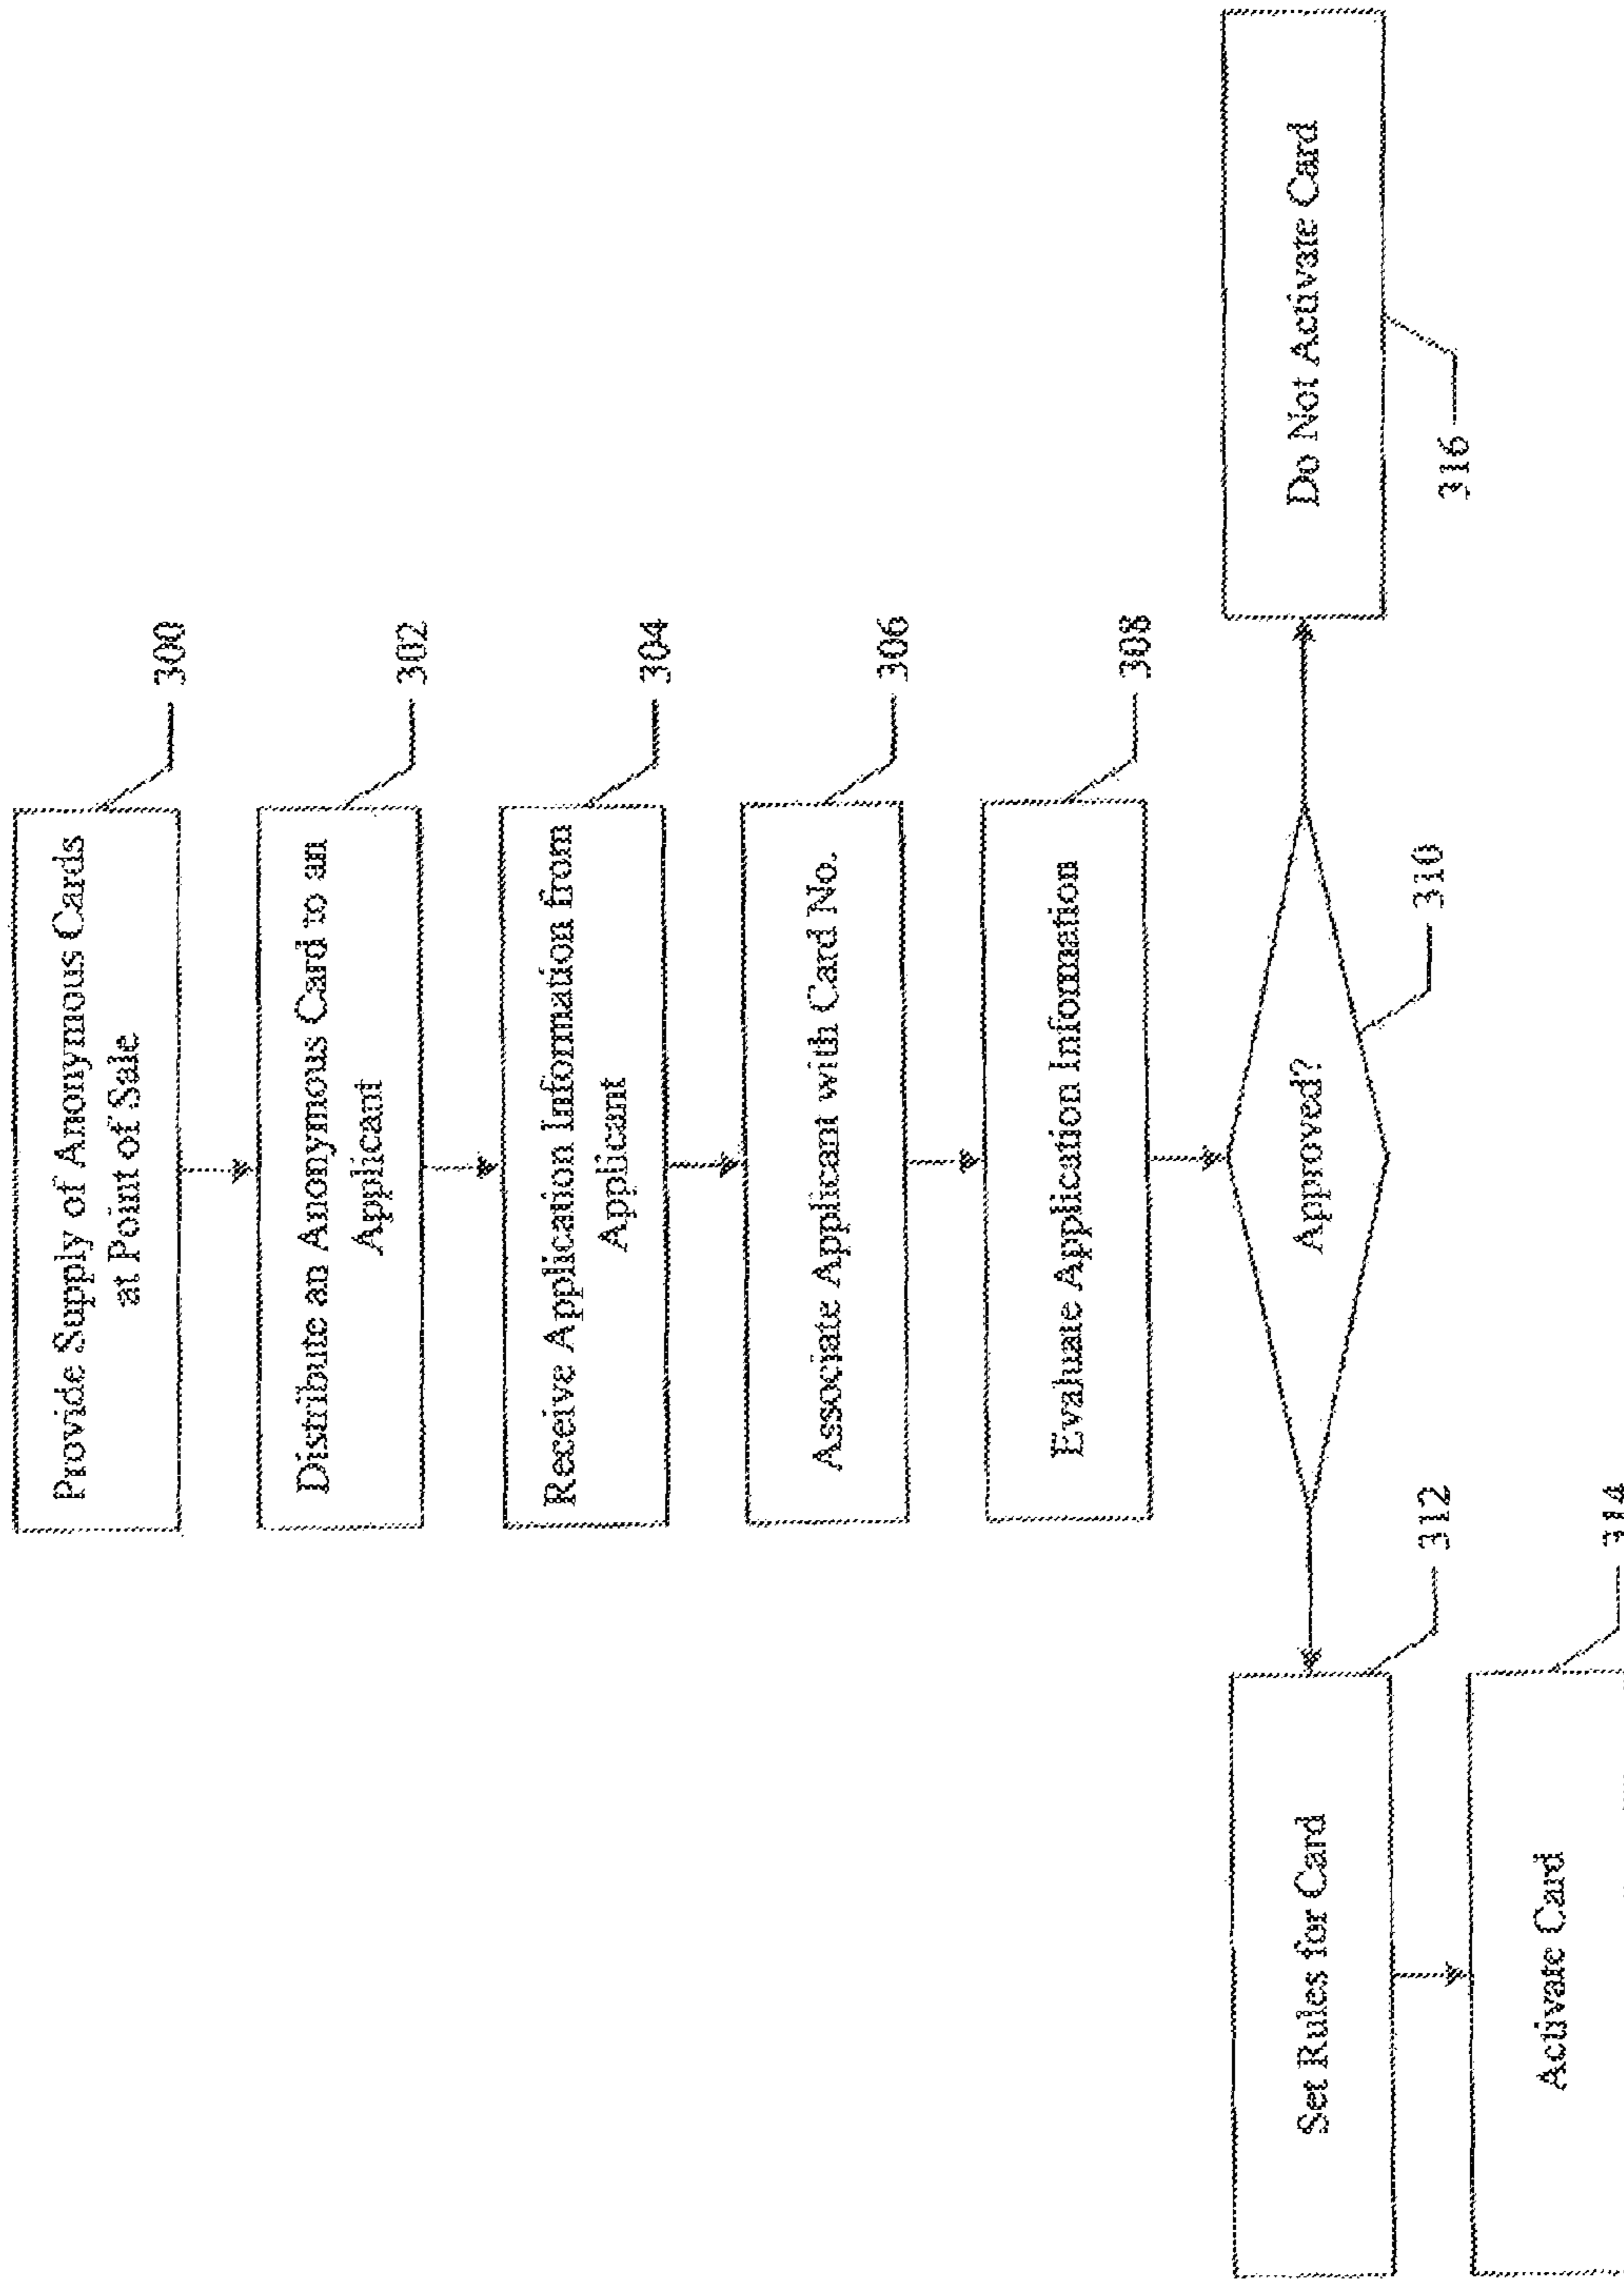 Provide Supply of Anonymous Cards
at Point of Sale
300
Distribute an Anonymous Card to an
Applicant
302
Receive Application Information from
Applicant
304
Associate Applicant with Card No.
306
Evaluate Application Information
308
Approved?
310
Set Rules for Card
312
Do Not Activate Card
316
Activate Card
314